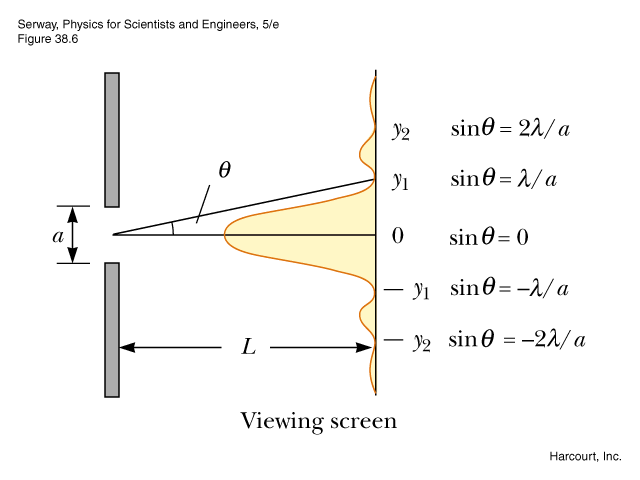 Serway, Physics for Scientists and Engineers, 5/e
Figure 38.6
y₂ sinθ = 2λ/a
θ
y₁ sinθ = λ/a
a
0 sinθ = 0
— y₁ sinθ = –λ/a
L
— y₂ sinθ = –2λ/a
Viewing screen
Harcourt, Inc.